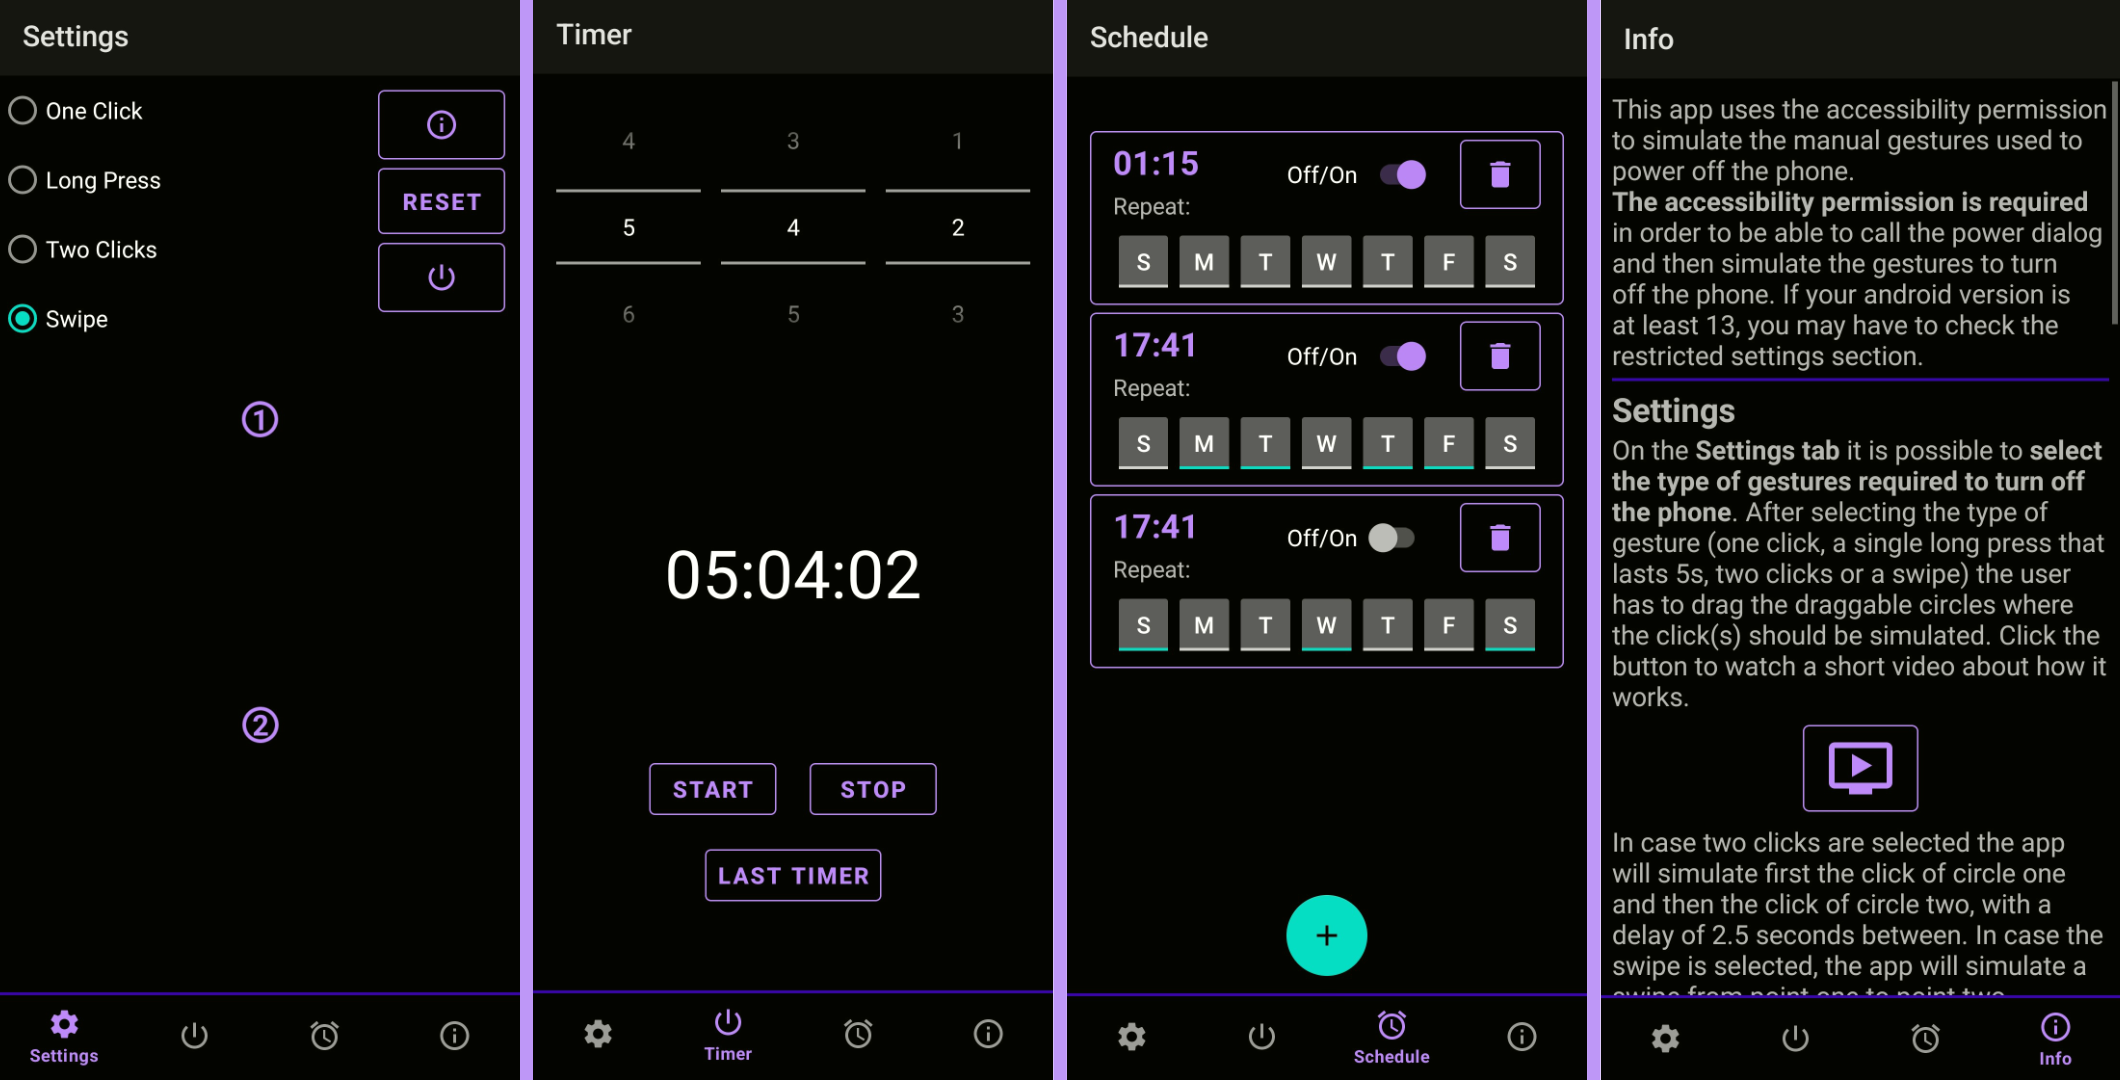 Settings
One Click
Long Press
RESET
Two Clicks
Swipe
1
2
Settings
Timer
4 3 1
5 4 2
6 5 3
05:04:02
START STOP
LAST TIMER
Timer
Schedule
01:15 Off/On
Repeat:
S M T W T F S
17:41 Off/On
Repeat:
S M T W T F S
17:41 Off/On
Repeat:
S M T W T F S
+
Schedule
Info
This app uses the accessibility permission
to simulate the manual gestures used to
power off the phone.
The accessibility permission is required
in order to be able to call the power dialog
and then simulate the gestures to turn
off the phone. If your android version is
at least 13, you may have to check the
restricted settings section.
Settings
On the Settings tab it is possible to select
the type of gestures required to turn off
the phone. After selecting the type of
gesture (one click, a single long press that
lasts 5s, two clicks or a swipe) the user
has to drag the draggable circles where
the click(s) should be simulated. Click the
button to watch a short video about how it
works.
In case two clicks are selected the app
will simulate first the click of circle one
and then the click of circle two, with a
delay of 2.5 seconds between. In case the
swipe is selected, the app will simulate a
swipe from point one to point two
Info